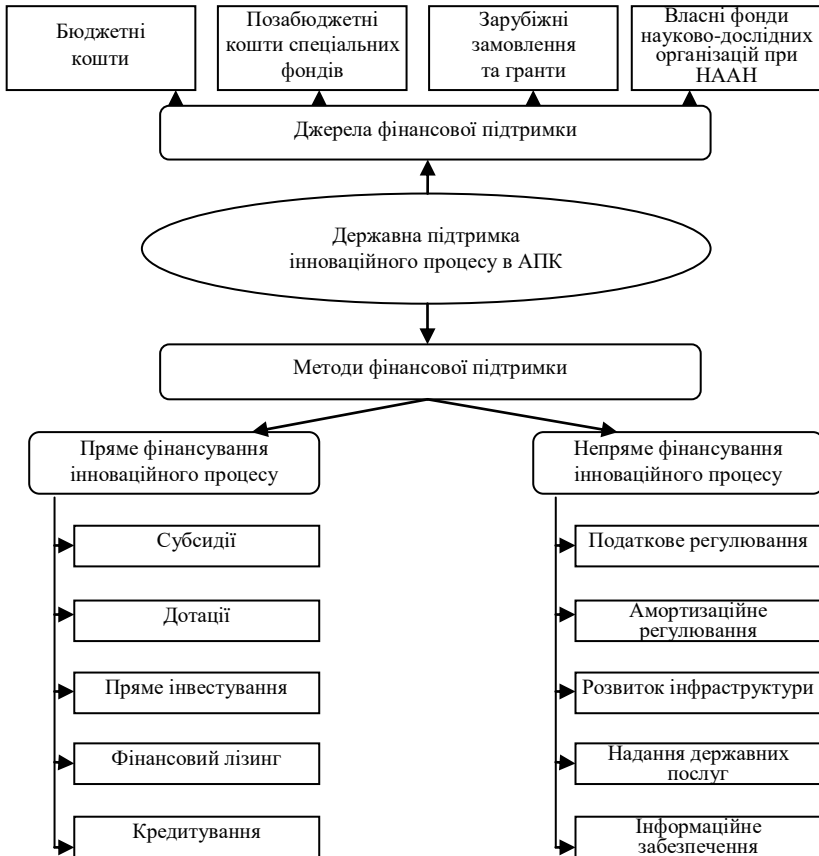 Бюджетні
кошти
Позабюджетні
кошти спеціальних
фондів
Зарубіжні
замовлення
та гранти
Власні фонди
науково-дослідних
організацій при
НААН
Джерела фінансової підтримки
Державна підтримка
інноваційного процесу в АПК
Методи фінансової підтримки
Пряме фінансування
інноваційного процесу
Непряме фінансування
інноваційного процесу
Субсидії
Дотації
Пряме інвестування
Фінансовий лізинг
Кредитування
Податкове регулювання
Амортизаційне
регулювання
Розвиток інфраструктури
Надання державних
послуг
Інформаційне
забезпечення